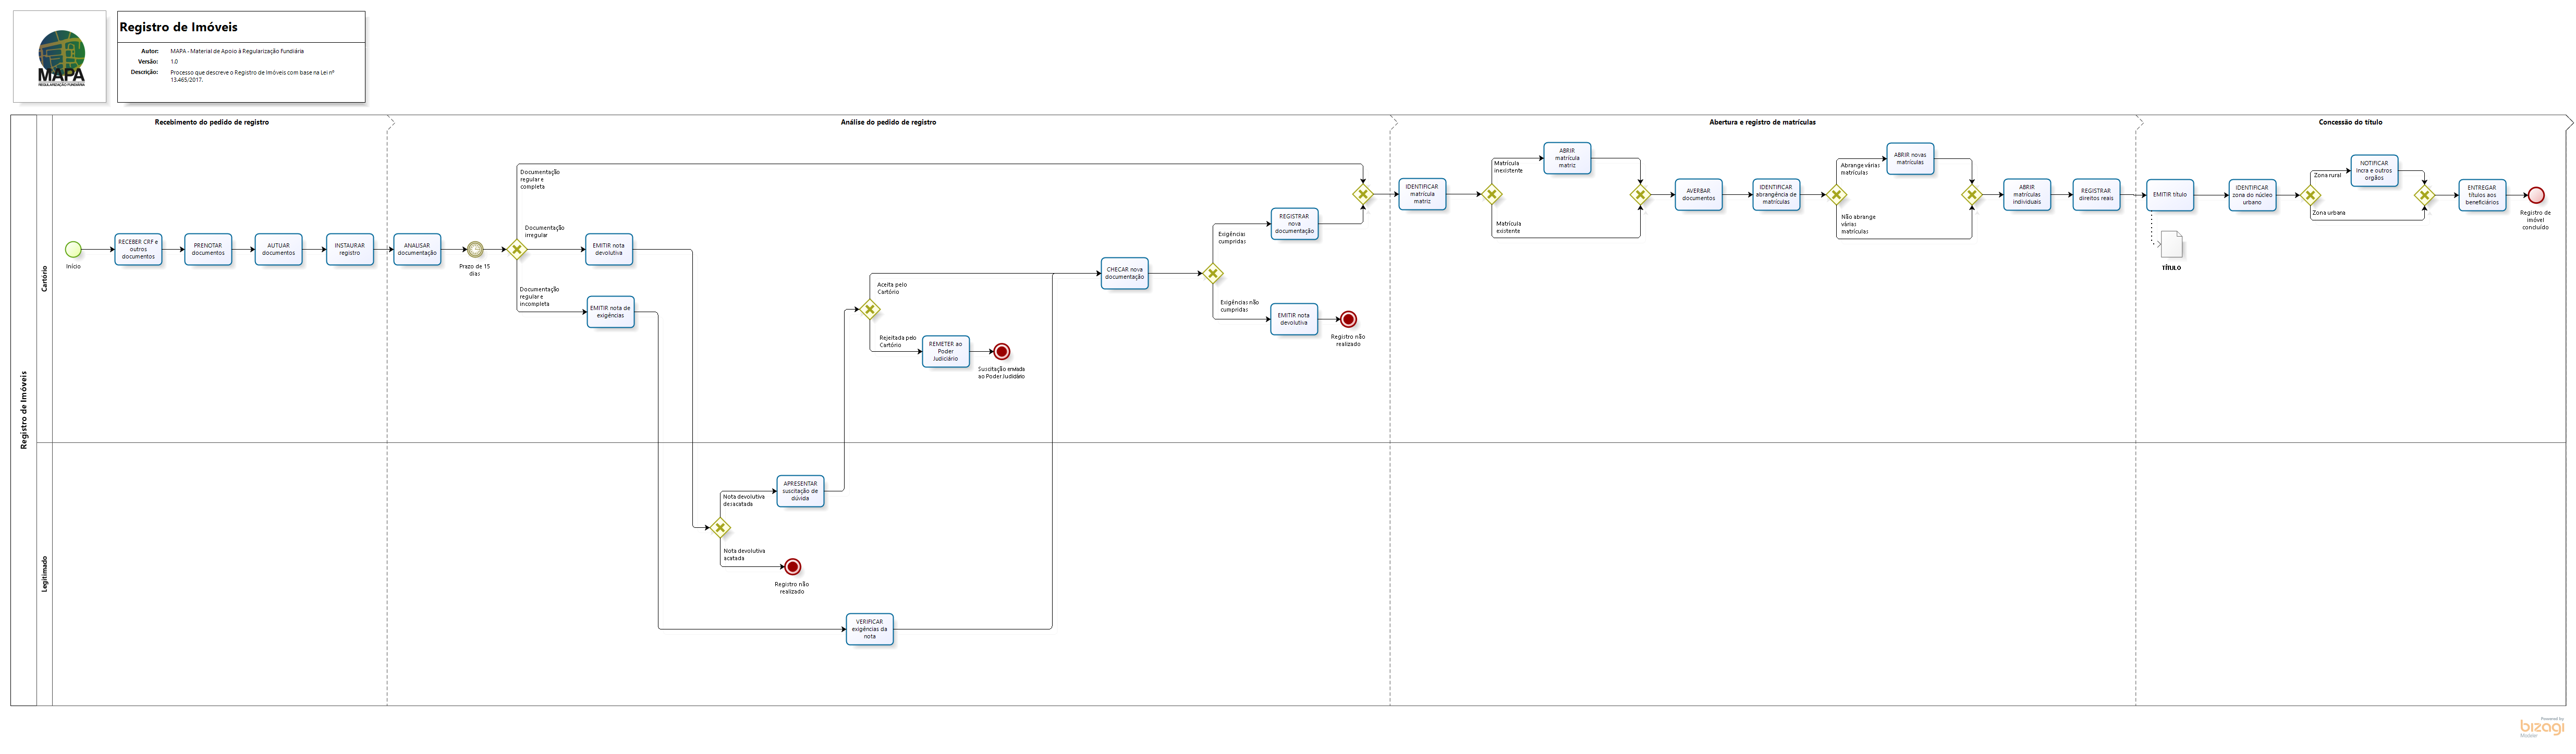 MAPA
REGULARIZAÇÃO FUNDIÁRIA
Registro de Imóveis
Autor: MAPA - Material de Apoio à Regularização Fundiária
Versão: 1.0
Descrição: Processo que descreve o Registro de Imóveis com base na Lei nº
13.465/2017.
Registro de Imóveis
Cartório
Legitimado
Recebimento do pedido de registro
Análise do pedido de registro
Abertura e registro de matrículas
Concessão do título
Início
RECEBER CRF e
outros
documentos
PRENOTAR
documentos
AUTUAR
documentos
INSTAURAR
registro
ANALISAR
documentação
Prazo de 15
dias
Documentação
regular e
completa
Documentação
irregular
Documentação
regular e
incompleta
EMITIR nota
devolutiva
EMITIR nota de
exigências
Nota devolutiva
desacatada
Nota devolutiva
acatada
APRESENTAR
suscitação de
dúvida
Registro não
realizado
VERIFICAR
exigências da
nota
Aceita pelo
Cartório
Rejeitada pelo
Cartório
REMETER ao
Poder
Judiciário
Suscitação enviada
ao Poder Judiciário
CHECAR nova
documentação
Exigências
cumpridas
Exigências não
cumpridas
REGISTRAR
nova
documentação
EMITIR nota
devolutiva
Registro não
realizado
IDENTIFICAR
matrícula
matriz
Matrícula
inexistente
Matrícula
existente
ABRIR
matrícula
matriz
AVERBAR
documentos
IDENTIFICAR
abrangência de
matrículas
Abrange várias
matrículas
Não abrange
várias
matrículas
ABRIR novas
matrículas
ABRIR
matrículas
individuais
REGISTRAR
direitos reais
EMITIR título
TÍTULO
IDENTIFICAR
zona do núcleo
urbano
Zona rural
Zona urbana
NOTIFICAR
Incra e outros
orgãos
ENTREGAR
títulos aos
beneficiários
Registro de
imóvel
concluído
Powered by
bizagi
Modeler